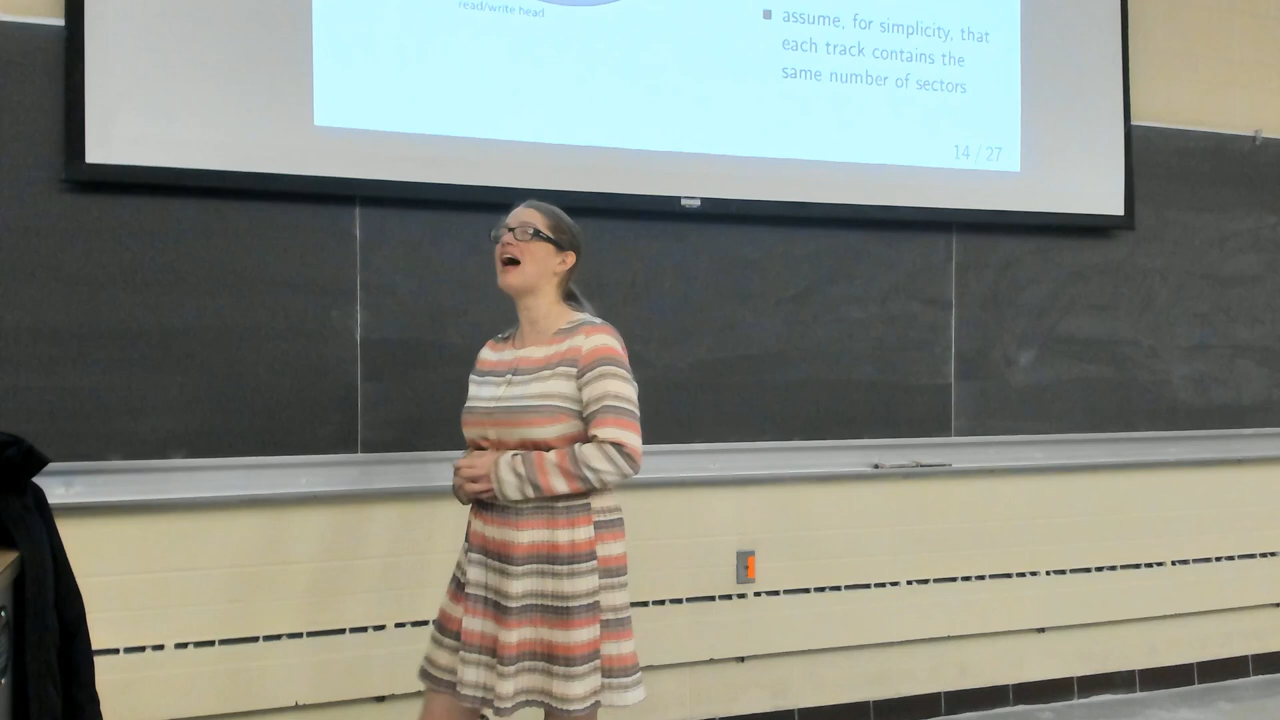 read/write head
■ assume, for simplicity, that
each track contains the
same number of sectors
14 / 27